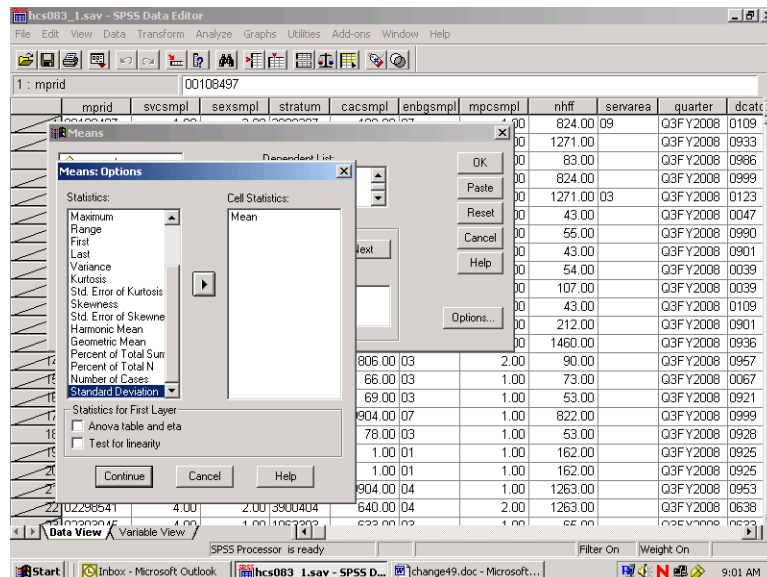 hcs083_1.sav - SPSS Data Editor
File Edit View Data Transform Analyze Graphs Utilities Add-ons Window Help
1 : mprid 00108497
mprid svcsmpl sexsmpl stratum cacsmpl enbgsmpl mpcsmpl nhff servarea quarter dcatc
824.00 09 Q3FY2008 0109
Means
1271.00 Q3FY2008 0933
Dependent List:
OK
83.00 Q3FY2008 0986
Means: Options
824.00 Q3FY2008 0999
Paste
1271.00 03 Q3FY2008 0123
Statistics: Cell Statistics:
Reset
43.00 Q3FY2008 0047
Maximum
Range
First
Last
Variance
Kurtosis
Std. Error of Kurtosis
Skewness
Std. Error of Skewne
Harmonic Mean
Geometric Mean
Percent of Total Sum
Percent of Total N
Number of Cases
Standard Deviation
Mean
Cancel
55.00 Q3FY2008 0990
Next
43.00 Q3FY2008 0901
Help
54.00 Q3FY2008 0039
107.00 Q3FY2008 0039
43.00 Q3FY2008 0109
Options...
212.00 Q3FY2008 0901
1460.00 Q3FY2008 0936
806.00 03 2.00 90.00 Q3FY2008 0957
66.00 03 1.00 73.00 Q3FY2008 0067
69.00 03 1.00 53.00 Q3FY2008 0921
Statistics for First Layer
904.00 07 1.00 822.00 Q3FY2008 0999
Anova table and eta
78.00 03 1.00 53.00 Q3FY2008 0928
Test for linearity
1.00 01 1.00 162.00 Q3FY2008 0925
Continue Cancel Help
1.00 01 1.00 162.00 Q3FY2008 0925
904.00 04 1.00 1263.00 Q3FY2008 0953
22 02298541 4.00 2.00 3900404 640.00 04 2.00 1263.00 Q3FY2008 0638
Data View Variable View
SPSS Processor is ready Filter On Weight On
Start Inbox - Microsoft Outlook hcs083_1.sav - SPSS D... change49.doc - Microsoft... 9:01 AM